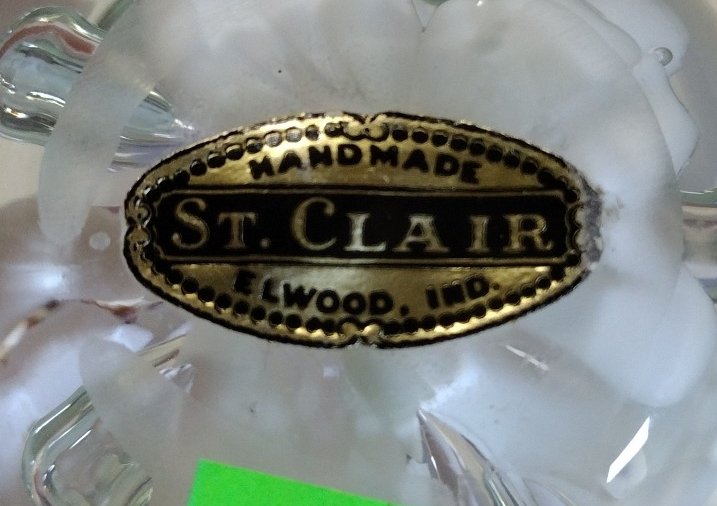 HANDMADE
ST. CLAIR
ELWOOD, IND.